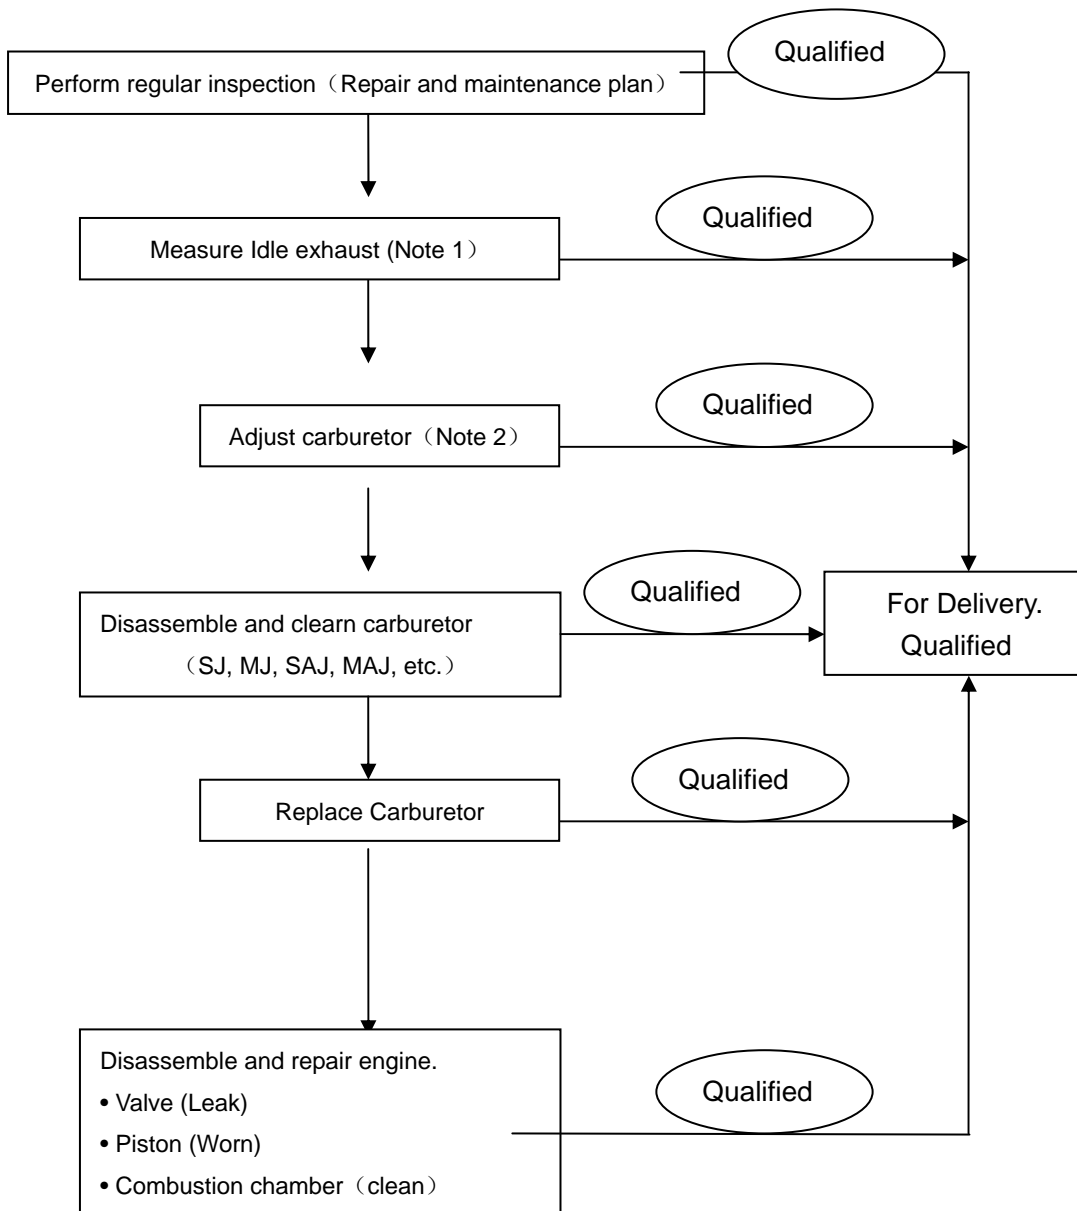 Qualified
Perform regular inspection（Repair and maintenance plan）
Qualified
Measure Idle exhaust (Note 1）
Qualified
Adjust carburetor（Note 2）
Qualified
Disassemble and clearn carburetor
（SJ, MJ, SAJ, MAJ, etc.）
For Delivery.
Qualified
Qualified
Replace Carburetor
Disassemble and repair engine.
• Valve (Leak)
• Piston (Worn)
• Combustion chamber（clean）
Qualified